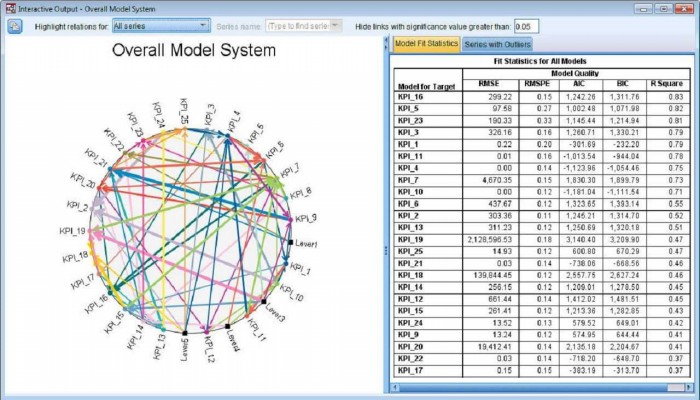 Interactive Output - Overall Model System
Highlight relations for: All series Series name: (Type to find series Hide links with significance value greater than: 0.05
Overall Model System
KPI_25
KPI_3
KPI_4
KPI_5
KPI_6
KPI_7
KPI_8
KPI_9
Lever1
KPI_1
KPI_10
Lever3
KPI_11
Lever4
KPI_12
KPI_13
KPI_14
KPI_15
KPI_16
KPI_17
KPI_18
KPI_19
KPI_2
KPI_20
KPI_21
KPI_22
KPI_23
KPI_24
Model Fit Statistics Series with Outliers
Fit Statistics for All Models
Model for Target Model Quality
RMSE RMSPE AIC BIC R Square
KPI_16 299.22 0.15 1,242.26 1,311.76 0.83
KPI_5 97.58 0.27 1,002.48 1,071.98 0.82
KPI_23 190.33 0.33 1,145.44 1,214.94 0.81
KPI_3 326.16 0.16 1,260.71 1,330.21 0.79
KPI_1 0.22 0.20 -301.69 -232.20 0.79
KPI_11 0.01 0.16 -1,013.54 -944.04 0.78
KPI_4 0.00 0.14 -1,123.96 -1,054.46 0.75
KPI_7 4,670.35 0.15 1,830.30 1,899.79 0.73
KPI_10 0.00 0.12 -1,181.04 -1,111.54 0.71
KPI_6 437.67 0.12 1,323.65 1,393.14 0.55
KPI_2 303.36 0.11 1,245.21 1,314.70 0.52
KPI_13 311.23 0.12 1,250.69 1,320.18 0.51
KPI_19 2,128,596.53 0.18 3,140.40 3,209.90 0.47
KPI_25 14.93 0.12 600.80 670.29 0.47
KPI_21 0.03 0.14 -738.06 -668.56 0.46
KPI_18 139,844.45 0.12 2,557.75 2,627.24 0.46
KPI_14 256.15 0.12 1,209.01 1,278.50 0.45
KPI_12 661.44 0.14 1,412.02 1,481.51 0.45
KPI_15 261.41 0.12 1,213.36 1,282.85 0.43
KPI_24 13.52 0.13 579.52 649.01 0.42
KPI_9 13.24 0.12 574.95 644.44 0.41
KPI_20 19,412.41 0.14 2,135.18 2,204.67 0.41
KPI_22 0.03 0.14 -718.20 -648.70 0.37
KPI_17 0.15 0.15 -383.19 -313.70 0.37